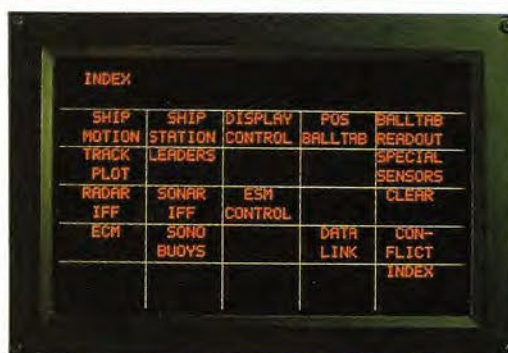 INDEX
SHIP MOTION
SHIP STATION
DISPLAY CONTROL
POS BALLTAB
BALLTAB READOUT
TRACK PLOT
LEADERS
SPECIAL SENSORS
RADAR IFF
SONAR IFF
ESM CONTROL
CLEAR
ECM
SONO BUOYS
DATA LINK
CON-
FLICT
INDEX